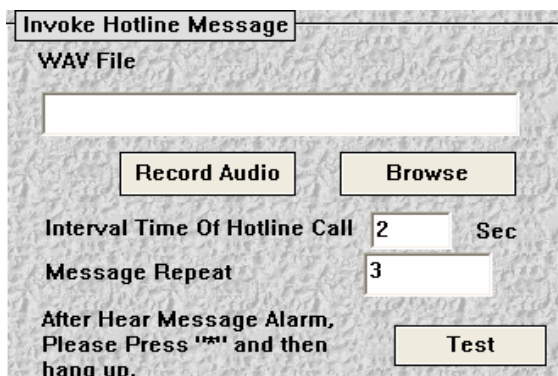 Invoke Hotline Message
WAV File
Record Audio Browse
Interval Time Of Hotline Call 2 Sec
Message Repeat 3
After Hear Message Alarm,
Please Press "*" and then Test
hang up.